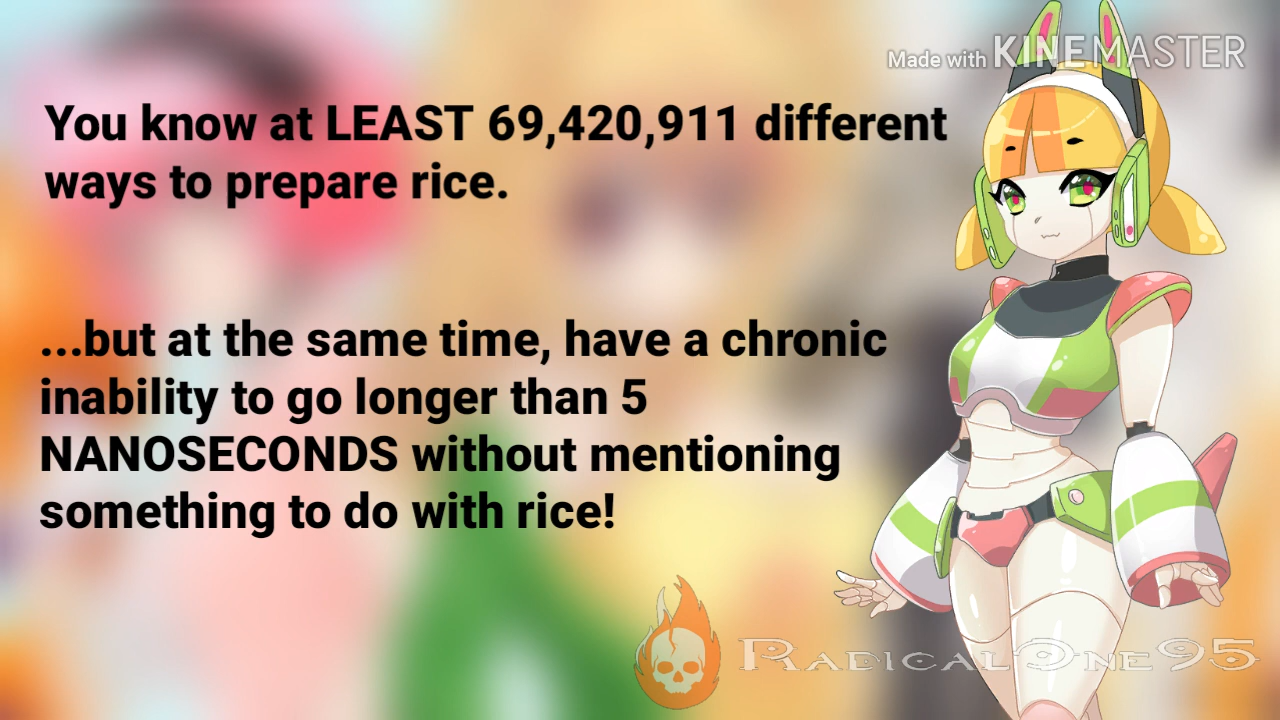 Made with KINEMASTER
You know at LEAST 69,420,911 different
ways to prepare rice.
...but at the same time, have a chronic
inability to go longer than 5
NANOSECONDS without mentioning
something to do with rice!
RadicalOne95